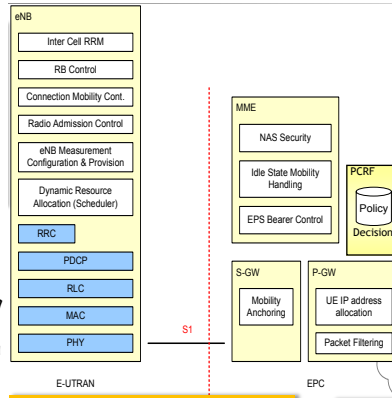 eNB
Inter Cell RRM
RB Control
Connection Mobility Cont.
Radio Admission Control
eNB Measurement
Configuration & Provision
Dynamic Resource
Allocation (Scheduler)
RRC
PDCP
RLC
MAC
PHY
S1
MME
NAS Security
Idle State Mobility
Handling
EPS Bearer Control
PCRF
Policy
Decision
S-GW
Mobility
Anchoring
P-GW
UE IP address
allocation
Packet Filtering
E-UTRAN
EPC